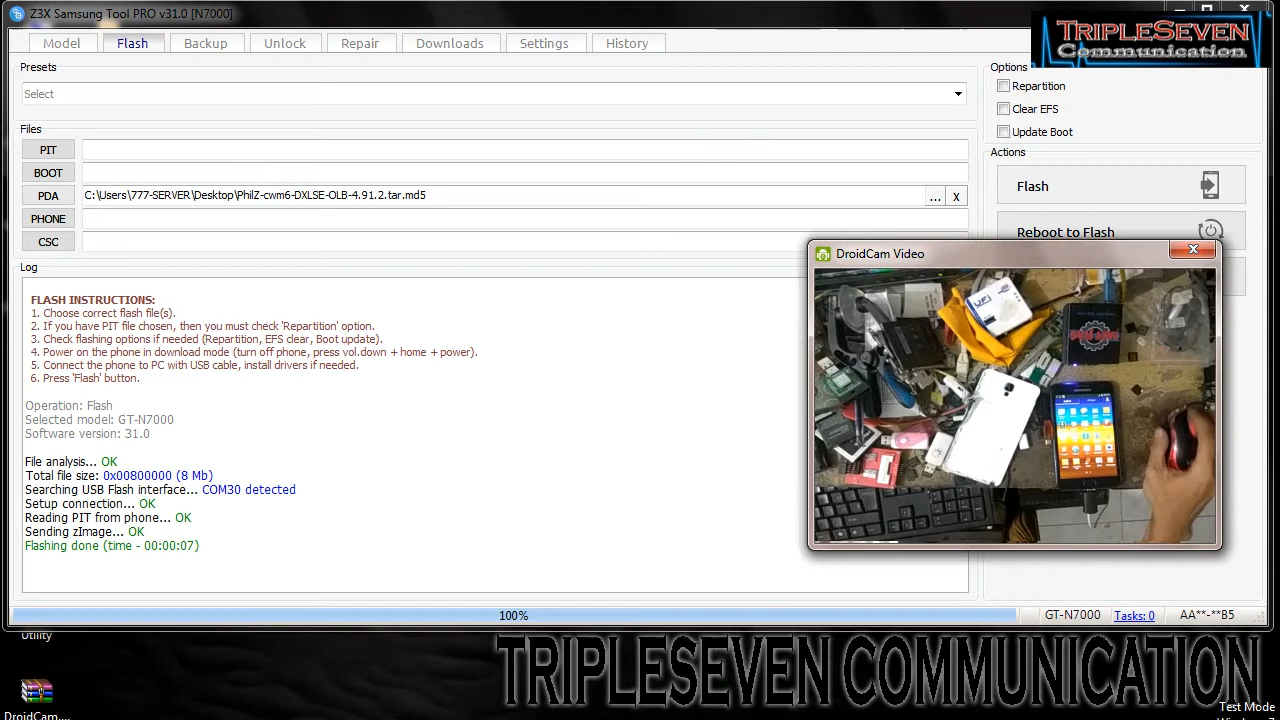 Z3X Samsung Tool PRO v31.0 [N7000]
Model Flash Backup Unlock Repair Downloads Settings History
TRIPLESEVEN
Communication
Presets
Select
Options
Repartition
Clear EFS
Update Boot
Files
PIT
BOOT
PDA C:\Users\777-SERVER\Desktop\PhilZ-cwm6-DXLSE-OLB-4.91.2.tar.md5 ... x
PHONE
CSC
Actions
Flash
Reboot to Flash
Log
FLASH INSTRUCTIONS:
1. Choose correct flash file(s).
2. If you have PIT file chosen, then you must check 'Repartition' option.
3. Check flashing options if needed (Repartition, EFS clear, Boot update).
4. Power on the phone in download mode (turn off phone, press vol.down + home + power).
5. Connect the phone to PC with USB cable, install drivers if needed.
6. Press 'Flash' button.
Operation: Flash
Selected model: GT-N7000
Software version: 31.0
File analysis... OK
Total file size: 0x00800000 (8 Mb)
Searching USB Flash interface... COM30 detected
Setup connection... OK
Reading PIT from phone... OK
Sending zImage... OK
Flashing done (time - 00:00:07)
DroidCam Video
UFI
100%
GT-N7000 Tasks: 0 AA**-**B5
Utility
TRIPLESEVEN COMMUNICATION
DroidCam....
Test Mode